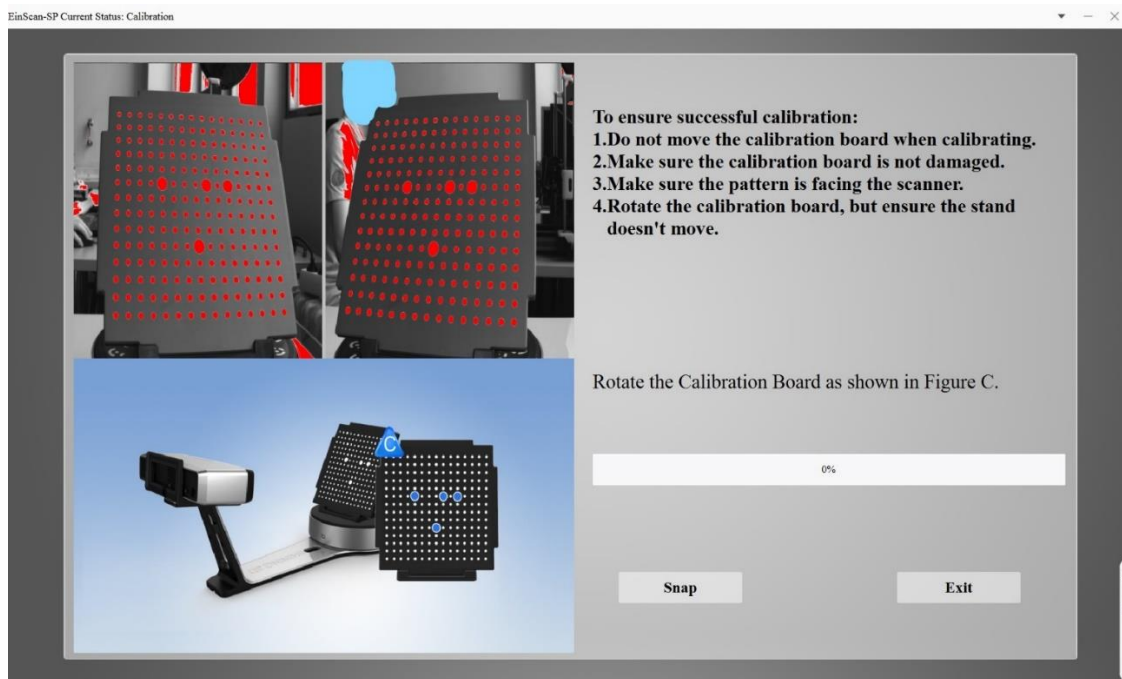 EinScan-SP Current Status: Calibration
To ensure successful calibration:
1.Do not move the calibration board when calibrating.
2.Make sure the calibration board is not damaged.
3.Make sure the pattern is facing the scanner.
4.Rotate the calibration board, but ensure the stand
doesn't move.
Rotate the Calibration Board as shown in Figure C.
C
0%
Snap
Exit